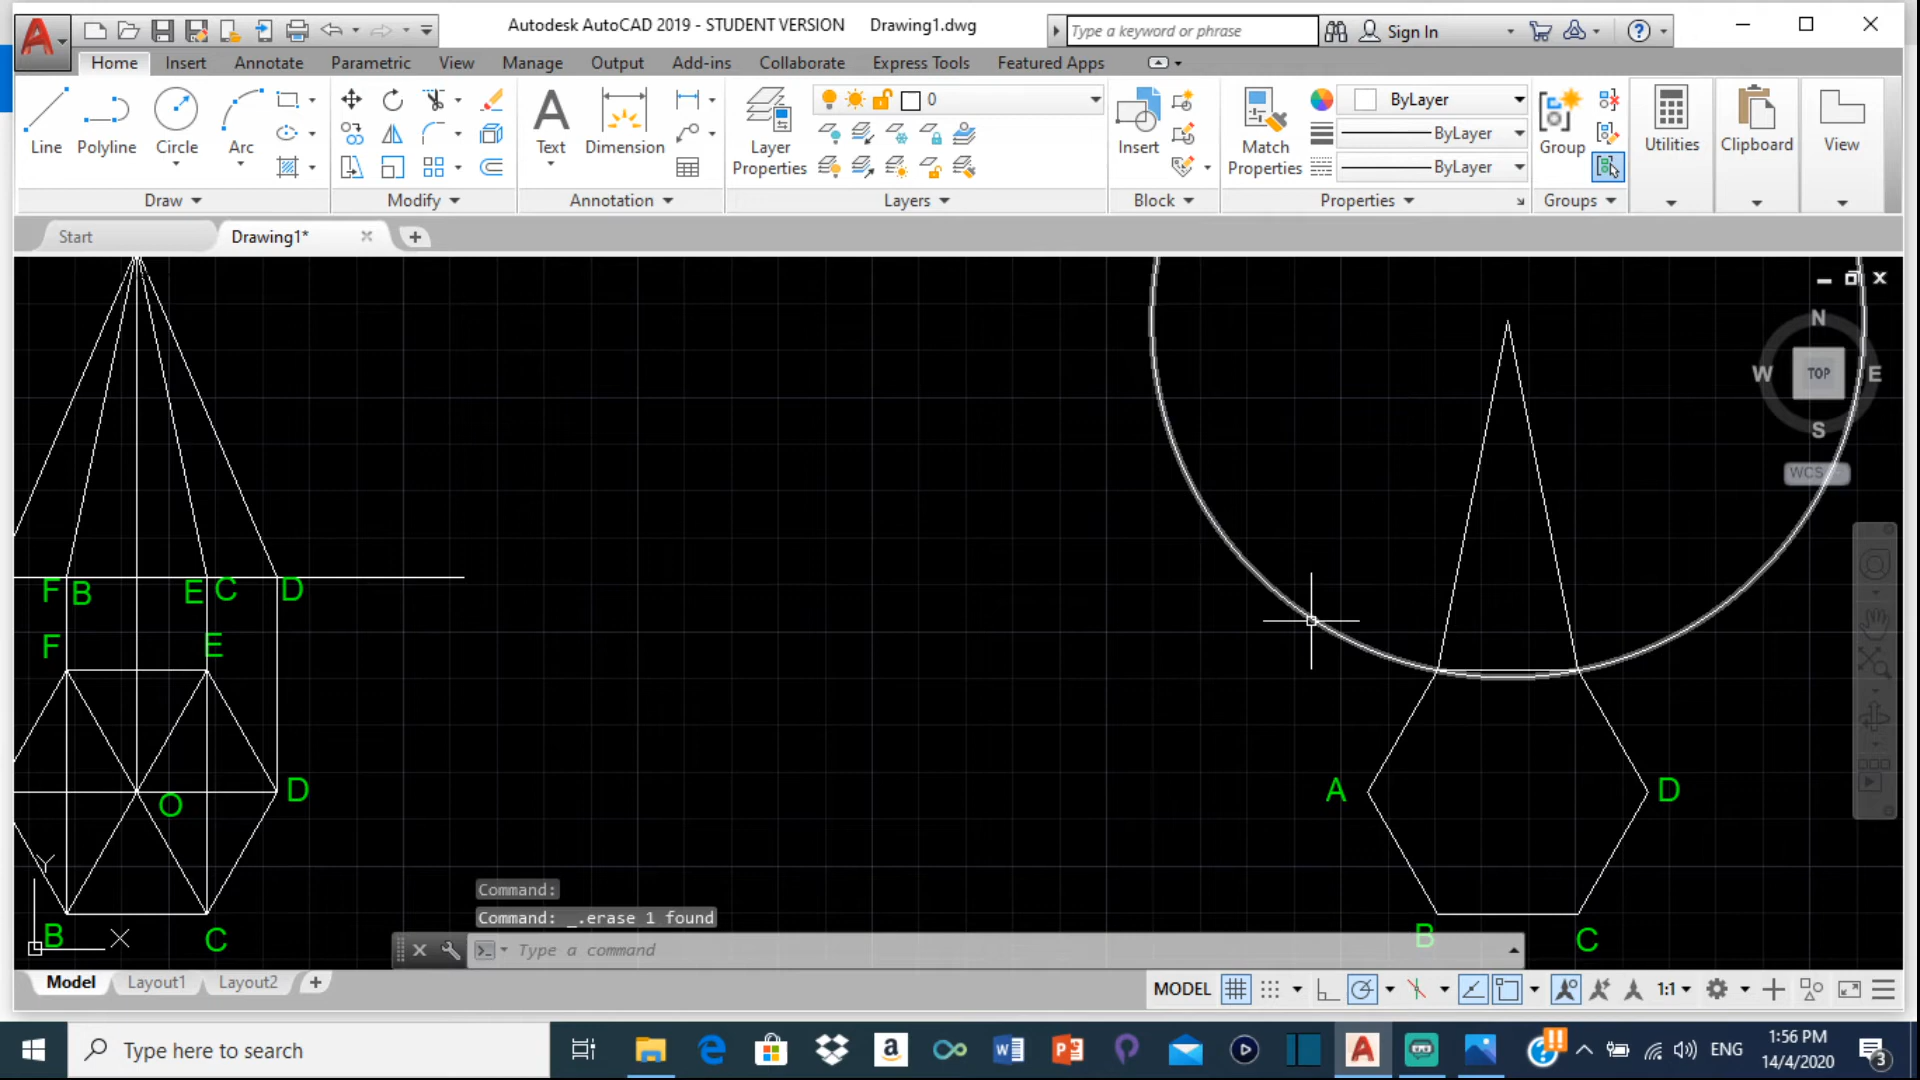 Autodesk AutoCAD 2019 - STUDENT VERSION Drawing1.dwg
Type a keyword or phrase
Sign In
Home Insert Annotate Parametric View Manage Output Add-ins Collaborate Express Tools Featured Apps
Line Polyline Circle Arc
Text Dimension
Layer Properties
0
Insert
Match Properties
ByLayer
ByLayer
ByLayer
Group
Utilities
Clipboard
View
Draw Modify Annotation Layers Block Properties Groups
Start Drawing1*
N
W TOP E
S
WCS
F B E C D
F E
O D
A D
Y
B X C
B C
Command:
Command: _.erase 1 found
Type a command
Model Layout1 Layout2
MODEL 1:1
Type here to search
ENG
1:56 PM
14/4/2020
3